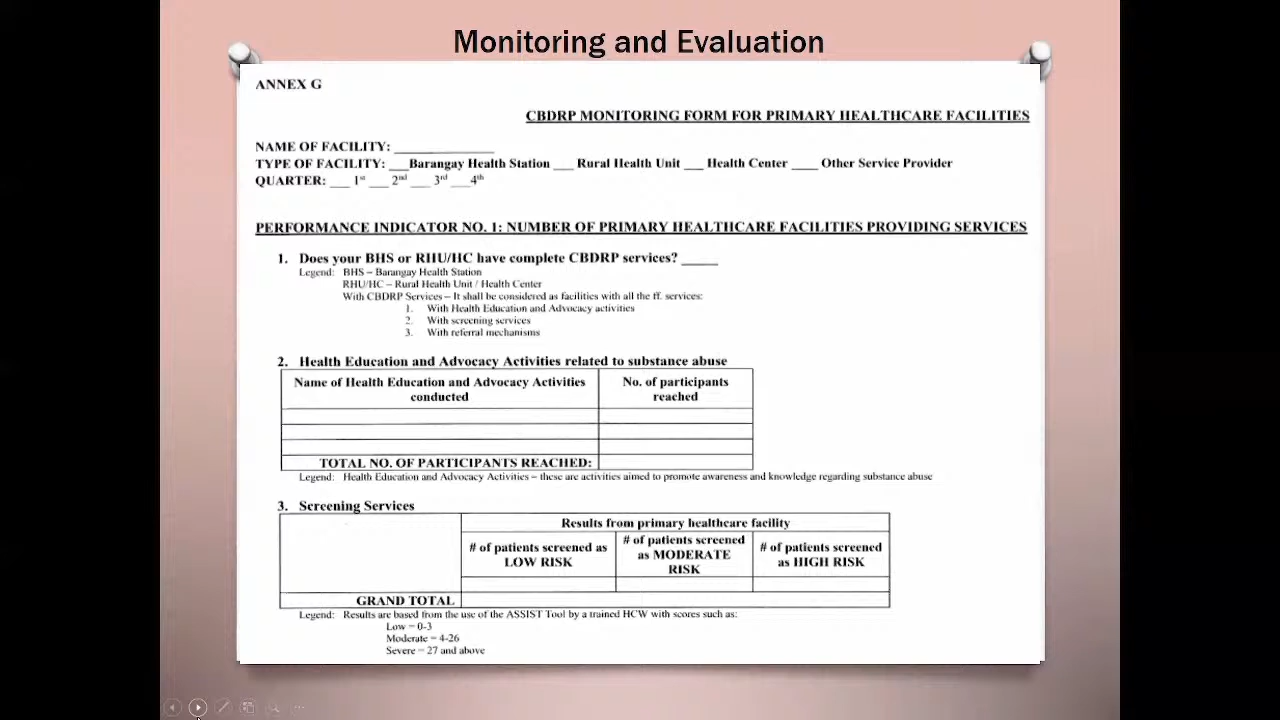 Monitoring and Evaluation
ANNEX G
CBDRP MONITORING FORM FOR PRIMARY HEALTHCARE FACILITIES
NAME OF FACILITY: _______________
TYPE OF FACILITY: ___Barangay Health Station ___ Rural Health Unit ___ Health Center ____ Other Service Provider
QUARTER: ___ 1st ___ 2nd ___ 3rd ___4th
PERFORMANCE INDICATOR NO. 1: NUMBER OF PRIMARY HEALTHCARE FACILITIES PROVIDING SERVICES
1. Does your BHS or RHU/HC have complete CBDRP services? _____
Legend: BHS – Barangay Health Station
RHU/HC – Rural Health Unit / Health Center
With CBDRP Services – It shall be considered as facilities with all the ff. services:
1. With Health Education and Advocacy activities
2. With screening services
3. With referral mechanisms
2. Health Education and Advocacy Activities related to substance abuse
Name of Health Education and Advocacy Activities conducted
No. of participants reached
TOTAL NO. OF PARTICIPANTS REACHED:
Legend: Health Education and Advocacy Activities – these are activities aimed to promote awareness and knowledge regarding substance abuse
3. Screening Services
Results from primary healthcare facility
# of patients screened as LOW RISK
# of patients screened as MODERATE RISK
# of patients screened as HIGH RISK
GRAND TOTAL
Legend: Results are based from the use of the ASSIST Tool by a trained HCW with scores such as:
Low = 0-3
Moderate = 4-26
Severe = 27 and above